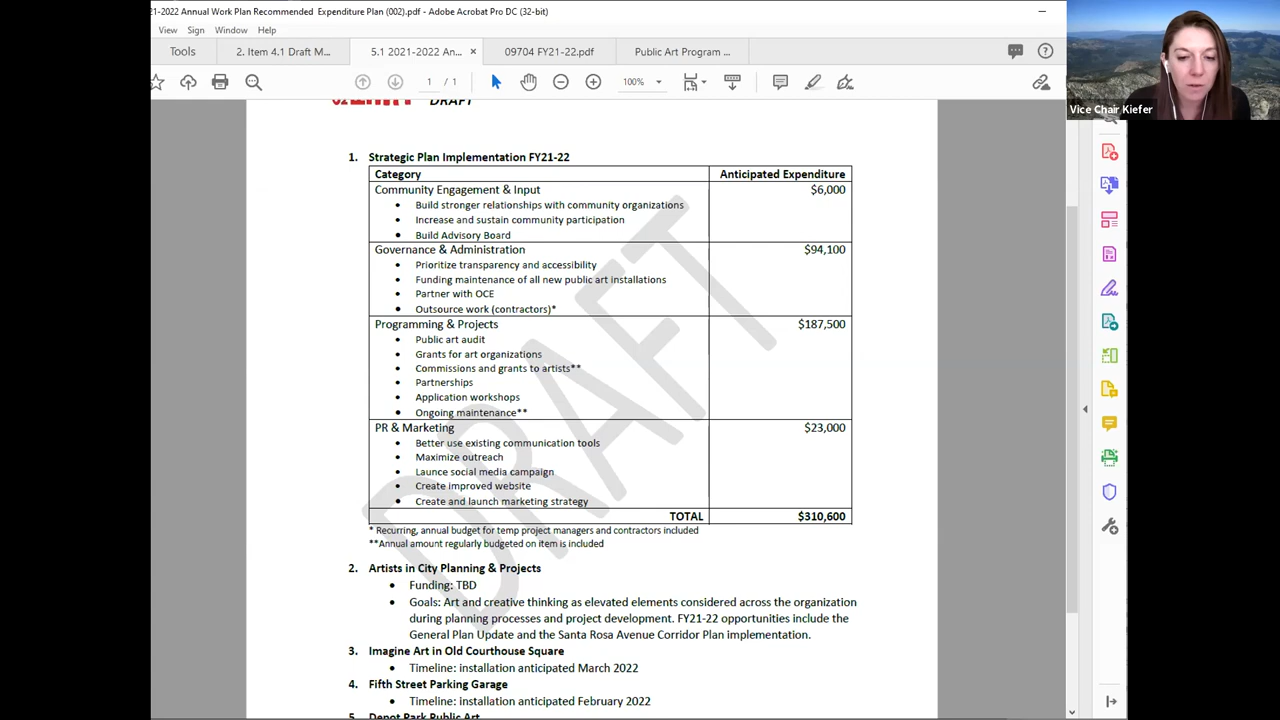 21-2022 Annual Work Plan Recommended Expenditure Plan (002).pdf - Adobe Acrobat Pro DC (32-bit)
View Sign Window Help
Tools 2. Item 4.1 Draft M... 5.1 2021-2022 An... × 09704 FY21-22.pdf Public Art Program ...
1 / 1 100%
Vice Chair Kiefer
DRAFT
1. Strategic Plan Implementation FY21-22
Category Anticipated Expenditure
Community Engagement & Input $6,000
• Build stronger relationships with community organizations
• Increase and sustain community participation
• Build Advisory Board
Governance & Administration $94,100
• Prioritize transparency and accessibility
• Funding maintenance of all new public art installations
• Partner with OCE
• Outsource work (contractors)*
Programming & Projects $187,500
• Public art audit
• Grants for art organizations
• Commissions and grants to artists**
• Partnerships
• Application workshops
• Ongoing maintenance**
PR & Marketing $23,000
• Better use existing communication tools
• Maximize outreach
• Launce social media campaign
• Create improved website
• Create and launch marketing strategy
TOTAL $310,600
* Recurring, annual budget for temp project managers and contractors included
**Annual amount regularly budgeted on item is included
DRAFT
2. Artists in City Planning & Projects
• Funding: TBD
• Goals: Art and creative thinking as elevated elements considered across the organization
during planning processes and project development. FY21-22 opportunities include the
General Plan Update and the Santa Rosa Avenue Corridor Plan implementation.
3. Imagine Art in Old Courthouse Square
• Timeline: installation anticipated March 2022
4. Fifth Street Parking Garage
• Timeline: installation anticipated February 2022
5. Depot Park Public Art